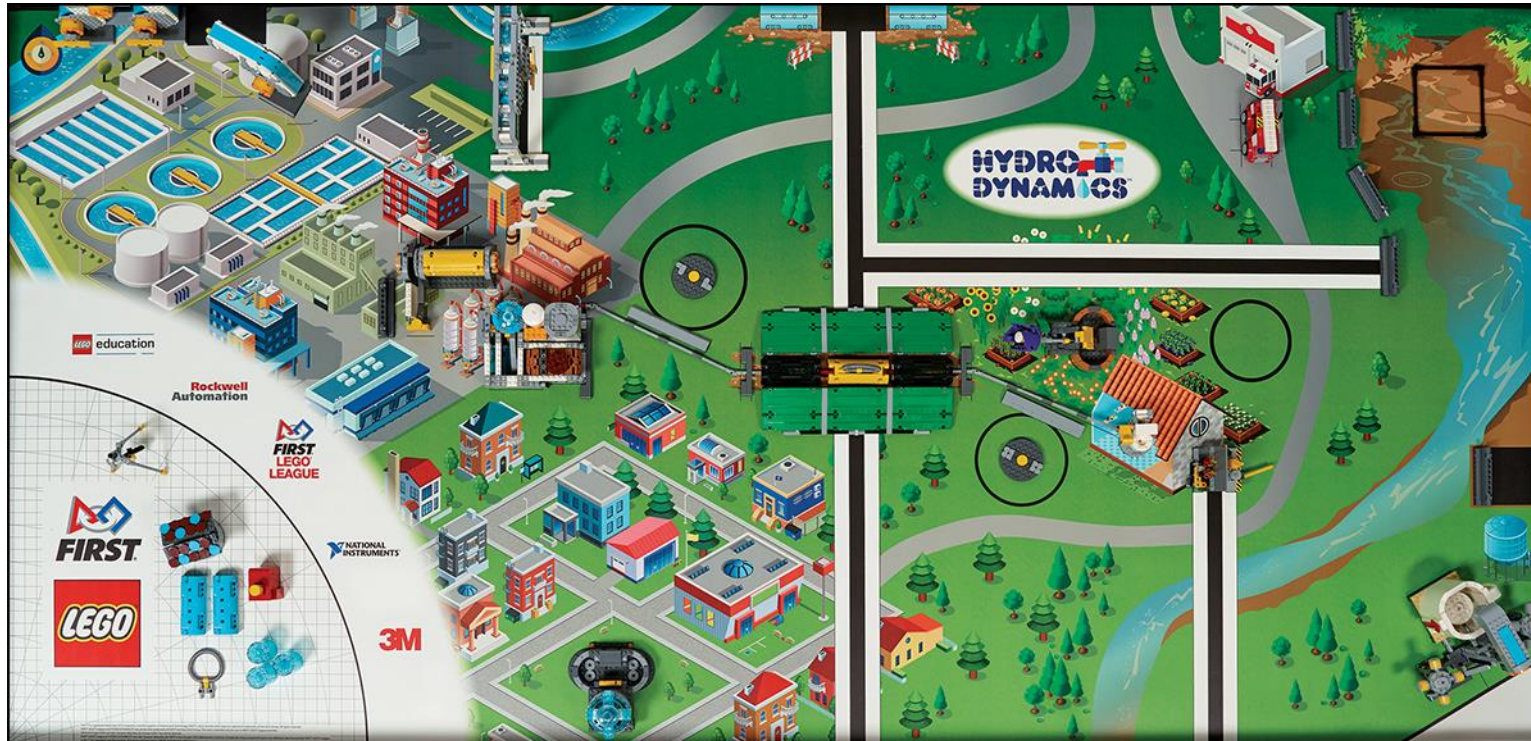 HYDRO
DYNAMICS
LEGO education
Rockwell
Automation
FIRST
LEGO
LEAGUE
FIRST
NATIONAL
INSTRUMENTS
LEGO
3M